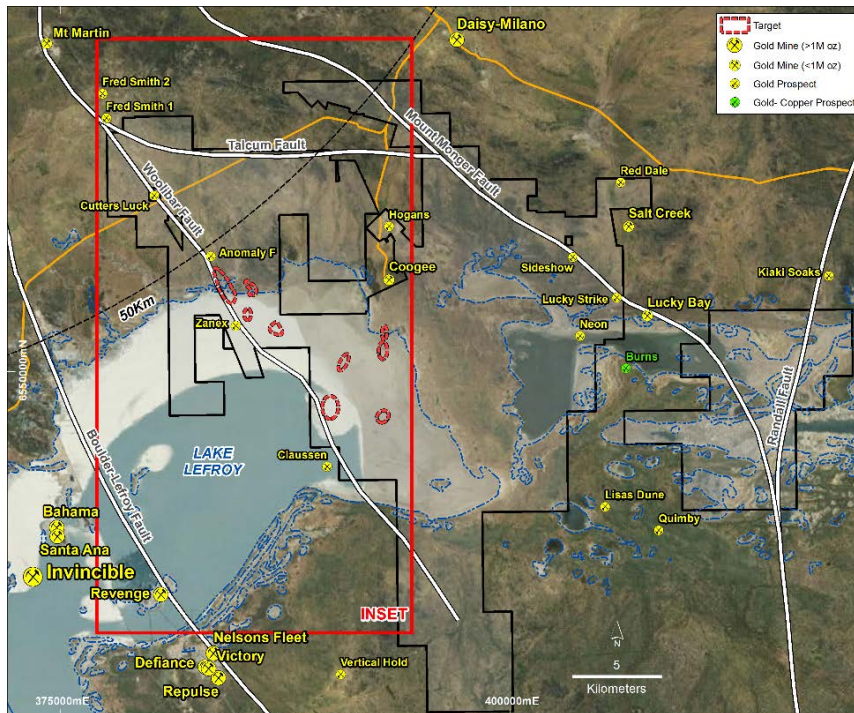 Daisy-Milano
Mt Martin
Target
Gold Mine (>1M oz)
Gold Mine (<1M oz)
Gold Prospect
Gold- Copper Prospect
Fred Smith 2
Fred Smith 1
Talcum Fault
Mount Monger Fault
Woolibar Fault
Cutters Luck
Red Dale
Hogans
Salt Creek
Anomaly F
Sideshow
Coogee
Kiaki Soaks
50Km
Lucky Strike
Lucky Bay
Zanex
Neon
6550000mN
Burns
Randall Fault
Boulder-Lefroy Fault
LAKE
LEFROY
Claussen
Bahama
Santa Ana
Lisas Dune
Quimby
Invincible
Revenge
INSET
Nelsons Fleet
Victory
Defiance
Repulse
Vertical Hold
N
5
Kilometers
375000mE
400000mE